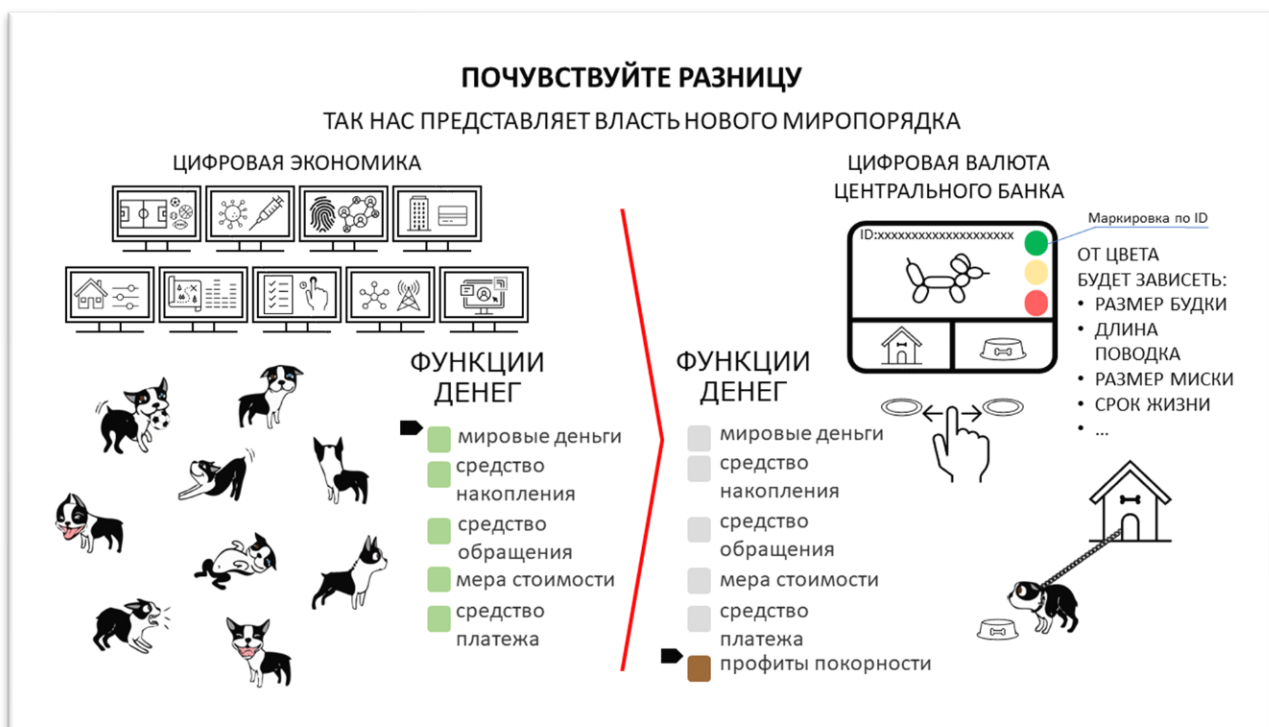 ПОЧУВСТВУЙТЕ РАЗНИЦУ
ТАК НАС ПРЕДСТАВЛЯЕТ ВЛАСТЬ НОВОГО МИРОПОРЯДКА
ЦИФРОВАЯ ЭКОНОМИКА
ФУНКЦИИ
ДЕНЕГ
мировые деньги
средство
накопления
средство
обращения
мера стоимости
средство
платежа
ЦИФРОВАЯ ВАЛЮТА
ЦЕНТРАЛЬНОГО БАНКА
ID:xxxxxxxxxxxxxxxxxxxxx
Маркировка по ID
ОТ ЦВЕТА
БУДЕТ ЗАВИСЕТЬ:
• РАЗМЕР БУДКИ
• ДЛИНА
ПОВОДКА
• РАЗМЕР МИСКИ
• СРОК ЖИЗНИ
• ...
ФУНКЦИИ
ДЕНЕГ
мировые деньги
средство
накопления
средство
обращения
мера стоимости
средство
платежа
профиты покорности